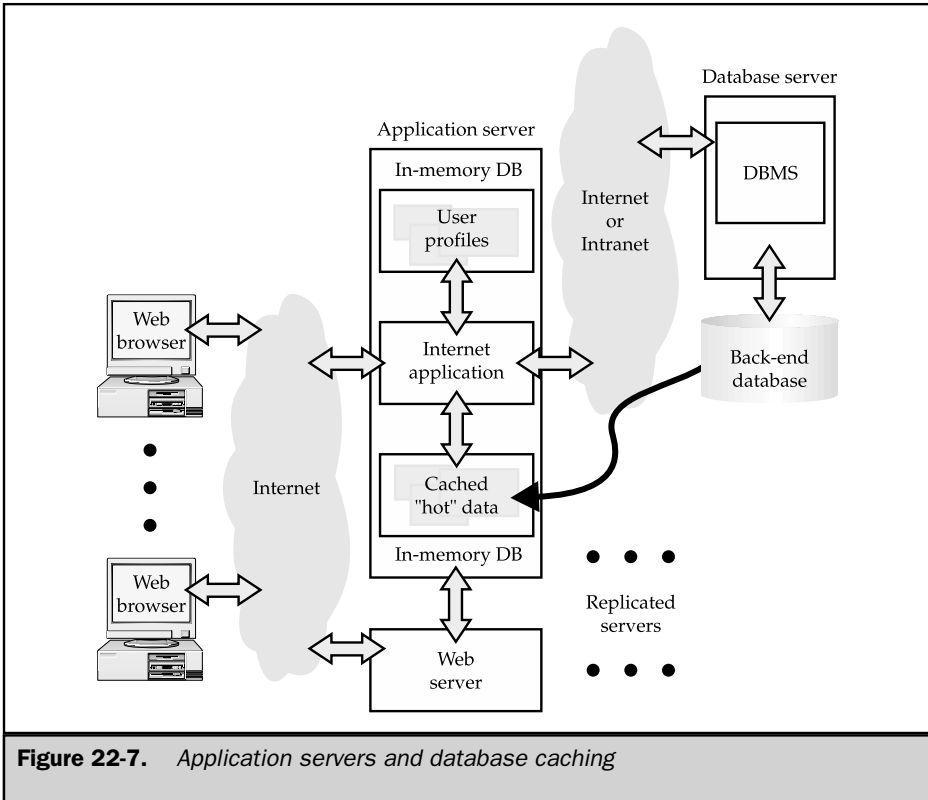 Database server
DBMS
Application server
In-memory DB
User
profiles
Internet
or
Intranet
Web
browser
Internet
application
Back-end
database
Internet
Cached
"hot" data
In-memory DB
Web
browser
Replicated
servers
Web
server
Figure 22-7. Application servers and database caching